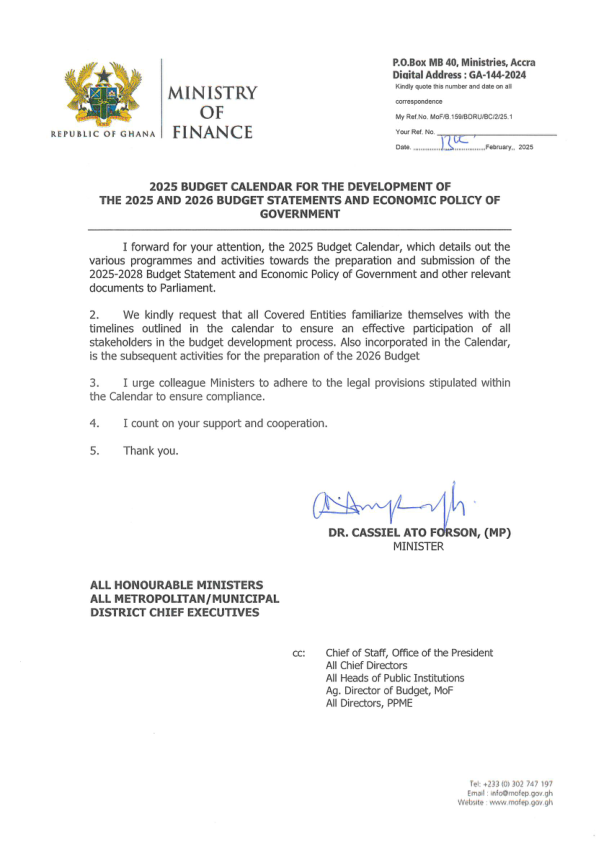 REPUBLIC OF GHANA
MINISTRY
OF
FINANCE
P.O.Box MB 40, Ministries, Accra
Digital Address : GA-144-2024
Kindly quote this number and date on all
correspondence
My Ref.No. MoF/B.159/BDRU/BC/2/25.1
Your Ref. No.
Date. ............................February,, 2025
2025 BUDGET CALENDAR FOR THE DEVELOPMENT OF
THE 2025 AND 2026 BUDGET STATEMENTS AND ECONOMIC POLICY OF
GOVERNMENT
I forward for your attention, the 2025 Budget Calendar, which details out the
various programmes and activities towards the preparation and submission of the
2025-2028 Budget Statement and Economic Policy of Government and other relevant
documents to Parliament.
2. We kindly request that all Covered Entities familiarize themselves with the
timelines outlined in the calendar to ensure an effective participation of all
stakeholders in the budget development process. Also incorporated in the Calendar,
is the subsequent activities for the preparation of the 2026 Budget
3. I urge colleague Ministers to adhere to the legal provisions stipulated within
the Calendar to ensure compliance.
4. I count on your support and cooperation.
5. Thank you.
DR. CASSIEL ATO FORSON, (MP)
MINISTER
ALL HONOURABLE MINISTERS
ALL METROPOLITAN/MUNICIPAL
DISTRICT CHIEF EXECUTIVES
cc: Chief of Staff, Office of the President
All Chief Directors
All Heads of Public Institutions
Ag. Director of Budget, MoF
All Directors, PPME
Tel: +233 (0) 302 747 197
Email : info@mofep.gov.gh
Website : www.mofep.gov.gh